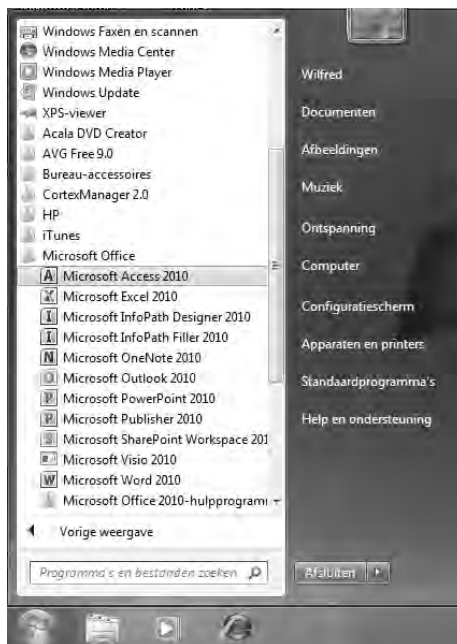 Windows Faxen en scannen
Windows Media Center
Windows Media Player
Windows Update
XPS-viewer
Acala DVD Creator
AVG Free 9.0
Bureau-accessoires
CortexManager 2.0
HP
iTunes
Microsoft Office
Microsoft Access 2010
Microsoft Excel 2010
Microsoft InfoPath Designer 2010
Microsoft InfoPath Filler 2010
Microsoft OneNote 2010
Microsoft Outlook 2010
Microsoft PowerPoint 2010
Microsoft Publisher 2010
Microsoft SharePoint Workspace 201
Microsoft Visio 2010
Microsoft Word 2010
Microsoft Office 2010-hulpprogram
Vorige weergave
Programma's en bestanden zoeken
Wilfred
Documenten
Afbeeldingen
Muziek
Ontspanning
Computer
Configuratiescherm
Apparaten en printers
Standaardprogramma's
Help en ondersteuning
Afsluiten